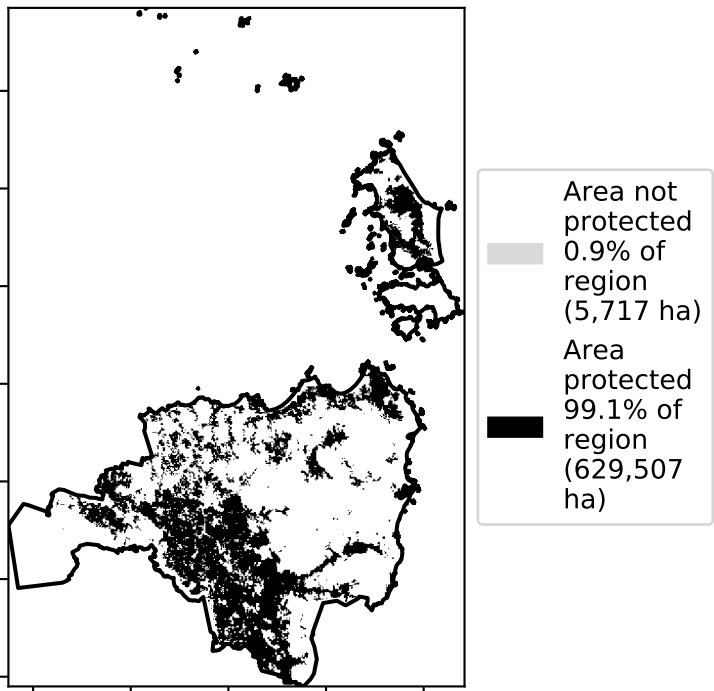 Area not
protected
0.9% of
region
(5,717 ha)
Area
protected
99.1% of
region
(629,507
ha)